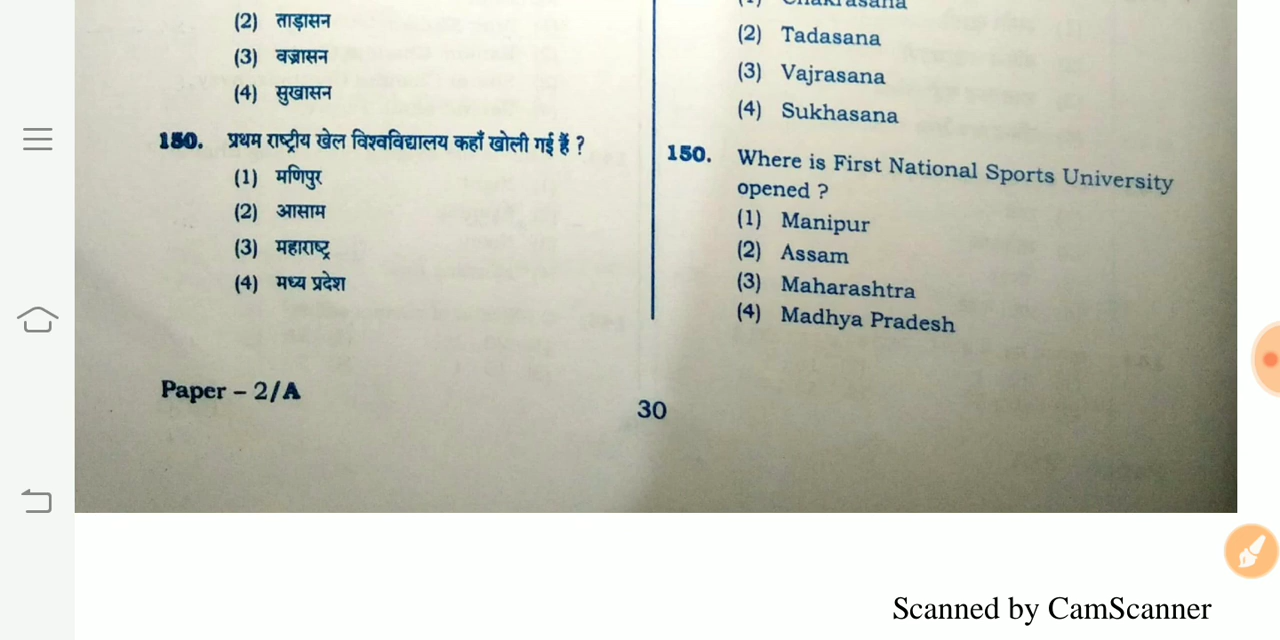 (2) ताड़ासन
(3) वज्रासन
(4) सुखासन
150. प्रथम राष्ट्रीय खेल विश्वविद्यालय कहाँ खोली गई हैं ?
(1) मणिपुर
(2) आसाम
(3) महाराष्ट्र
(4) मध्य प्रदेश
(1) Chakrasana
(2) Tadasana
(3) Vajrasana
(4) Sukhasana
150. Where is First National Sports University
opened ?
(1) Manipur
(2) Assam
(3) Maharashtra
(4) Madhya Pradesh
Paper – 2/A
30
Scanned by CamScanner